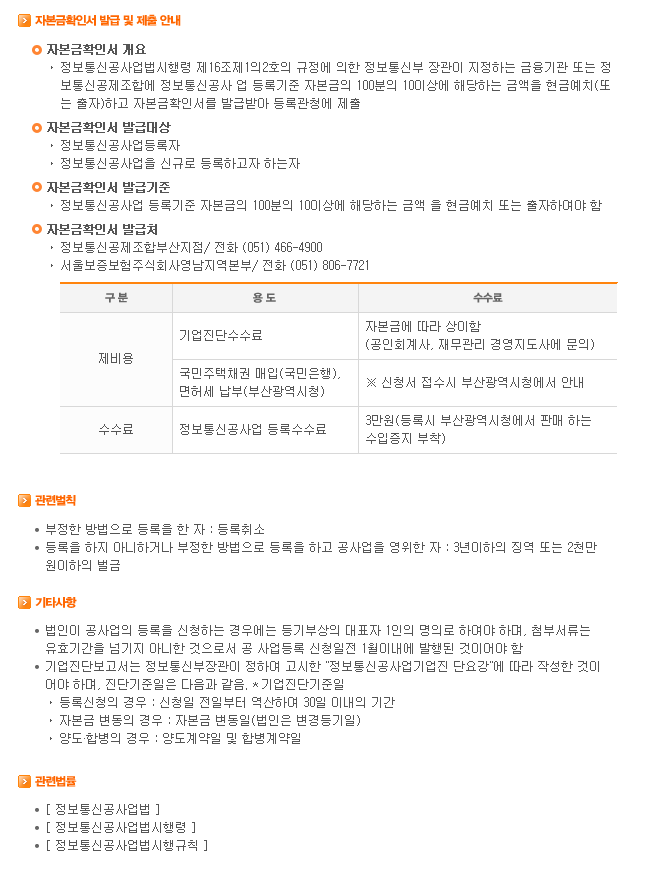 자본금확인서 발급 및 제출 안내
자본금확인서 개요
정보통신공사업법시행령 제16조제1의2호의 규정에 의한 정보통신부 장관이 지정하는 금융기관 또는 정
보통신공제조합에 정보통신공사 업 등록기준 자본금의 100분의 10이상에 해당하는 금액을 현금예치(또
는 출자)하고 자본금확인서를 발급받아 등록관청에 제출
자본금확인서 발급대상
정보통신공사업등록자
정보통신공사업을 신규로 등록하고자 하는자
자본금확인서 발급기준
정보통신공사업 등록기준 자본금의 100분의 10이상에 해당하는 금액 을 현금예치 또는 출자하여야 함
자본금확인서 발급처
정보통신공제조합부산지점/ 전화 (051) 466-4900
서울보증보험주식회사영남지역본부/ 전화 (051) 806-7721
구 분 용 도 수수료
제비용
기업진단수수료
자본금에 따라 상이함
(공인회계사, 재무관리 경영지도사에 문의)
국민주택채권 매입(국민은행),
면허세 납부(부산광역시청)
※ 신청서 접수시 부산광역시청에서 안내
수수료
정보통신공사업 등록수수료
3만원(등록시 부산광역시청에서 판매 하는
수입증지 부착)
관련벌칙
• 부정한 방법으로 등록을 한 자 : 등록취소
• 등록을 하지 아니하거나 부정한 방법으로 등록을 하고 공사업을 영위한 자 : 3년이하의 징역 또는 2천만
원이하의 벌금
기타사항
• 법인이 공사업의 등록을 신청하는 경우에는 등기부상의 대표자 1인의 명의로 하여야 하며, 첨부서류는
유효기간을 넘기지 아니한 것으로서 공 사업등록 신청일전 1월이내에 발행된 것이어야 함
• 기업진단보고서는 정보통신부장관이 정하여 고시한 "정보통신공사업기업진 단요강"에 따라 작성한 것이
어야 하며, 진단기준일은 다음과 같음. *기업진단기준일
등록신청의 경우 : 신청일 전일부터 역산하여 30일 이내의 기간
자본금 변동의 경우 : 자본금 변동일(법인은 변경등기일)
양도·합병의 경우 : 양도계약일 및 합병계약일
관련법률
• [ 정보통신공사업법 ]
• [ 정보통신공사업법시행령 ]
• [ 정보통신공사업법시행규칙 ]